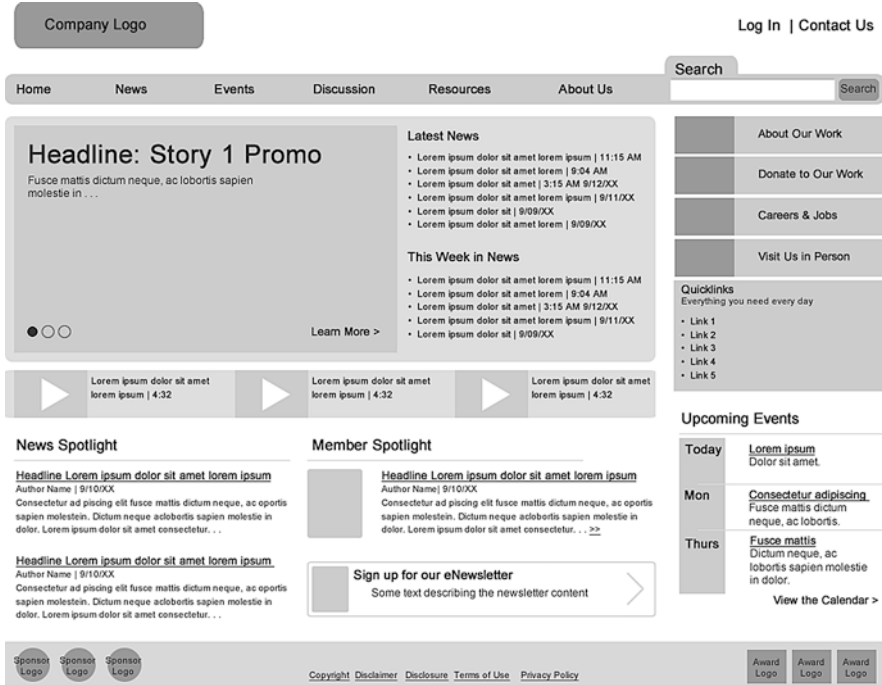 Company Logo
Log In | Contact Us
Search
Home News Events Discussion Resources About Us
Search
Headline: Story 1 Promo
Fusce mattis dictum neque, ac lobortis sapien
molestie in . . .
Learn More >
Latest News
• Lorem ipsum dolor sit amet lorem ipsum | 11:15 AM
• Lorem ipsum dolor sit amet lorem | 9:04 AM
• Lorem ipsum dolor sit amet | 3:15 AM 9/12/XX
• Lorem ipsum dolor sit amet lorem ipsum | 9/11/XX
• Lorem ipsum dolor sit | 9/09/XX
• Lorem ipsum dolor sit amet lorem | 9/09/XX
This Week in News
• Lorem ipsum dolor sit amet lorem ipsum | 11:15 AM
• Lorem ipsum dolor sit amet lorem | 9:04 AM
• Lorem ipsum dolor sit amet | 3:15 AM 9/12/XX
• Lorem ipsum dolor sit amet lorem ipsum | 9/11/XX
• Lorem ipsum dolor sit | 9/09/XX
About Our Work
Donate to Our Work
Careers & Jobs
Visit Us in Person
Quicklinks
Everything you need every day
• Link 1
• Link 2
• Link 3
• Link 4
• Link 5
Lorem ipsum dolor sit amet
lorem ipsum | 4:32
Lorem ipsum dolor sit amet
lorem ipsum | 4:32
Lorem ipsum dolor sit amet
lorem ipsum | 4:32
News Spotlight
Headline Lorem ipsum dolor sit amet lorem ipsum
Author Name | 9/10/XX
Consectetur ad piscing elit fusce mattis dictum neque, ac oportis
sapien molestein. Dictum neque aclobortis sapien molestie in
dolor. Lorem ipsum dolor sit amet consectetur. . .
Headline Lorem ipsum dolor sit amet lorem ipsum
Author Name | 9/10/XX
Consectetur ad piscing elit fusce mattis dictum neque, ac oportis
sapien molestein. Dictum neque aclobortis sapien molestie in
dolor. Lorem ipsum dolor sit amet consectetur. . .
Member Spotlight
Headline Lorem ipsum dolor sit amet lorem ipsum
Author Name| 9/10/XX
Consectetur ad piscing elit fusce mattis dictum neque, ac oportis
sapien molestein. Dictum neque aclobortis sapien molestie in
dolor. Lorem ipsum dolor sit amet consectetur. . . >>
Sign up for our eNewsletter
Some text describing the newsletter content
Upcoming Events
Today
Lorem ipsum
Dolor sit amet.
Mon
Consectetur adipiscing
Fusce mattis dictum
neque, ac lobortis.
Thurs
Fusce mattis
Dictum neque, ac
lobortis sapien molestie
in dolor.
View the Calendar >
Sponsor
Logo
Sponsor
Logo
Sponsor
Logo
Copyright Disclaimer Disclosure Terms of Use Privacy Policy
Award
Logo
Award
Logo
Award
Logo